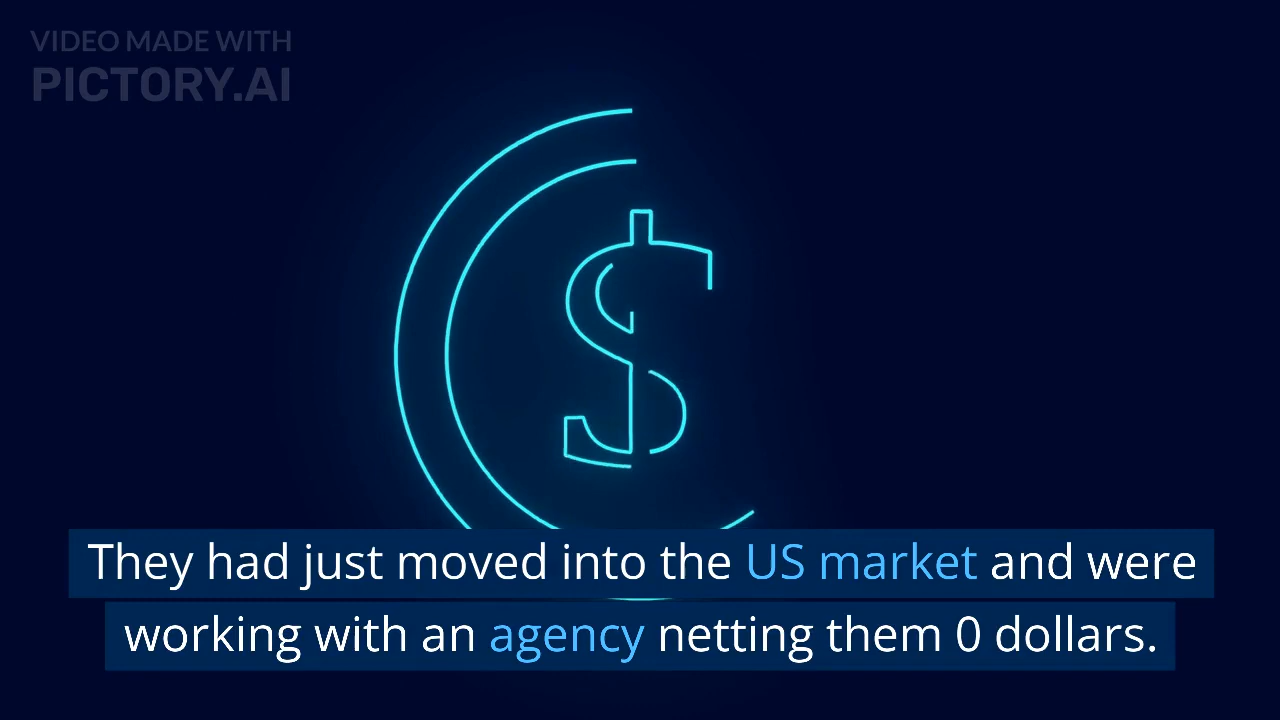 VIDEO MADE WITH
PICTORY.AI
They had just moved into the US market and were
working with an agency netting them 0 dollars.